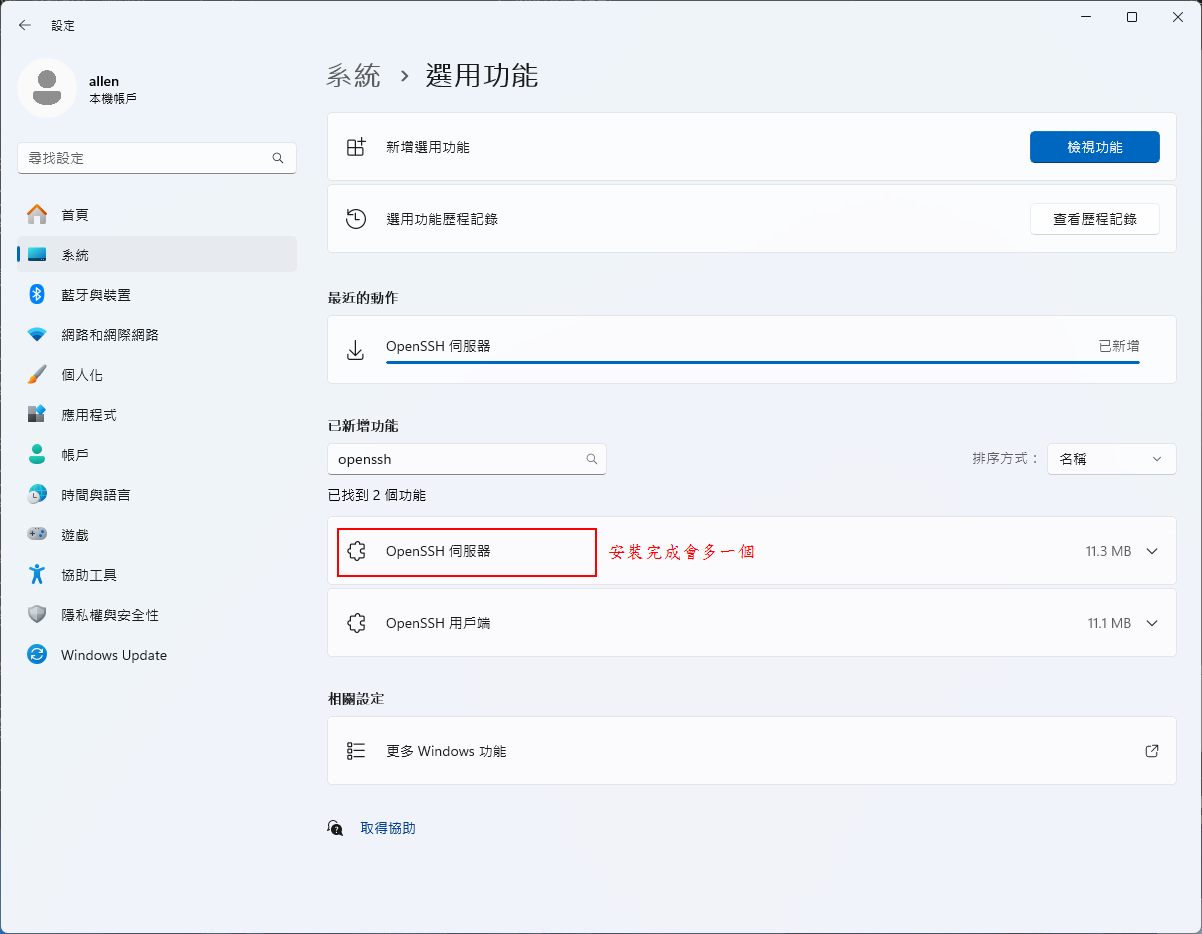 設定
allen
本機帳戶
尋找設定
首頁
系統
藍牙與裝置
網路和網際網路
個人化
應用程式
帳戶
時間與語言
遊戲
協助工具
隱私權與安全性
Windows Update
系統 › 選用功能
新增選用功能 檢視功能
選用功能歷程記錄 查看歷程記錄
最近的動作
OpenSSH 伺服器 已新增
已新增功能
openssh 排序方式： 名稱
已找到 2 個功能
OpenSSH 伺服器 安裝完成會多一個 11.3 MB
OpenSSH 用戶端 11.1 MB
相關設定
更多 Windows 功能
取得協助